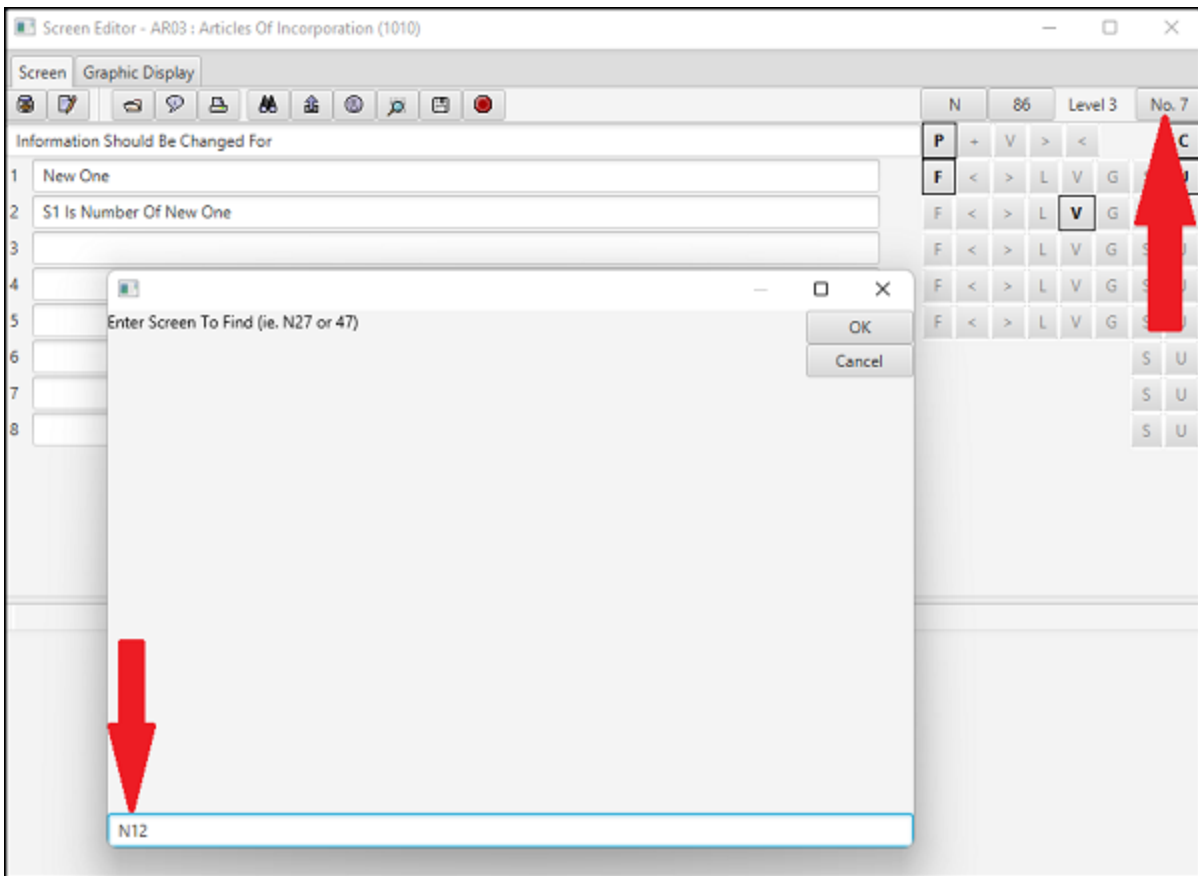 Screen Editor - AR03 : Articles Of Incorporation (1010)
Screen Graphic Display
N 86 Level 3 No. 7
Information Should Be Changed For
P + V > < C
1 New One
F < > L V G
2 S1 Is Number Of New One
F < > L V G
3
F < > L V G
4
F < > L V G
5
F < > L V G
Enter Screen To Find (ie. N27 or 47)
OK
Cancel
6
S U
7
S U
8
S U
N12